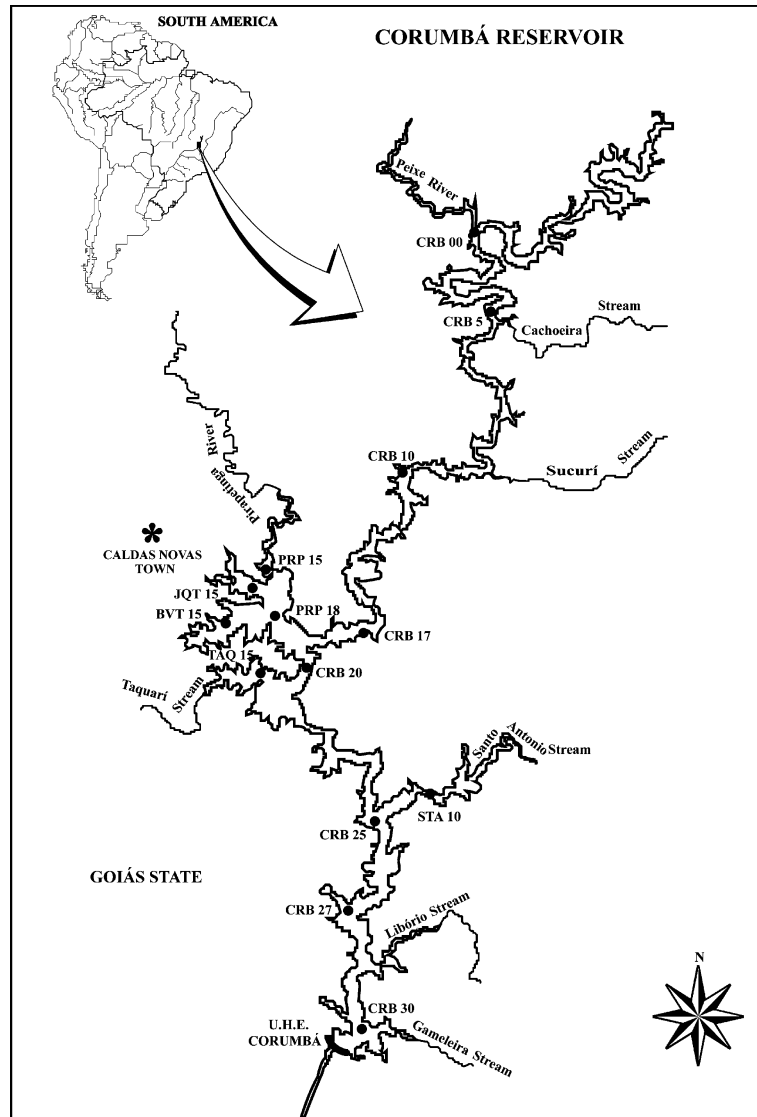 SOUTH AMERICA
CORUMBÁ RESERVOIR
Peixe River
CRB 00
Stream
CRB 5
Cachoeira
River
Pirapetinga
CRB 10
Sucurí
Stream
CALDAS NOVAS
TOWN
PRP 15
JQT 15
BVT 15
PRP 18
CRB 17
TAQ 15
CRB 20
Taquarí
Stream
Santo
Antonio Stream
STA 10
CRB 25
GOIÁS STATE
CRB 27
Libório Stream
N
CRB 30
U.H.E.
CORUMBÁ
Gameleira Stream